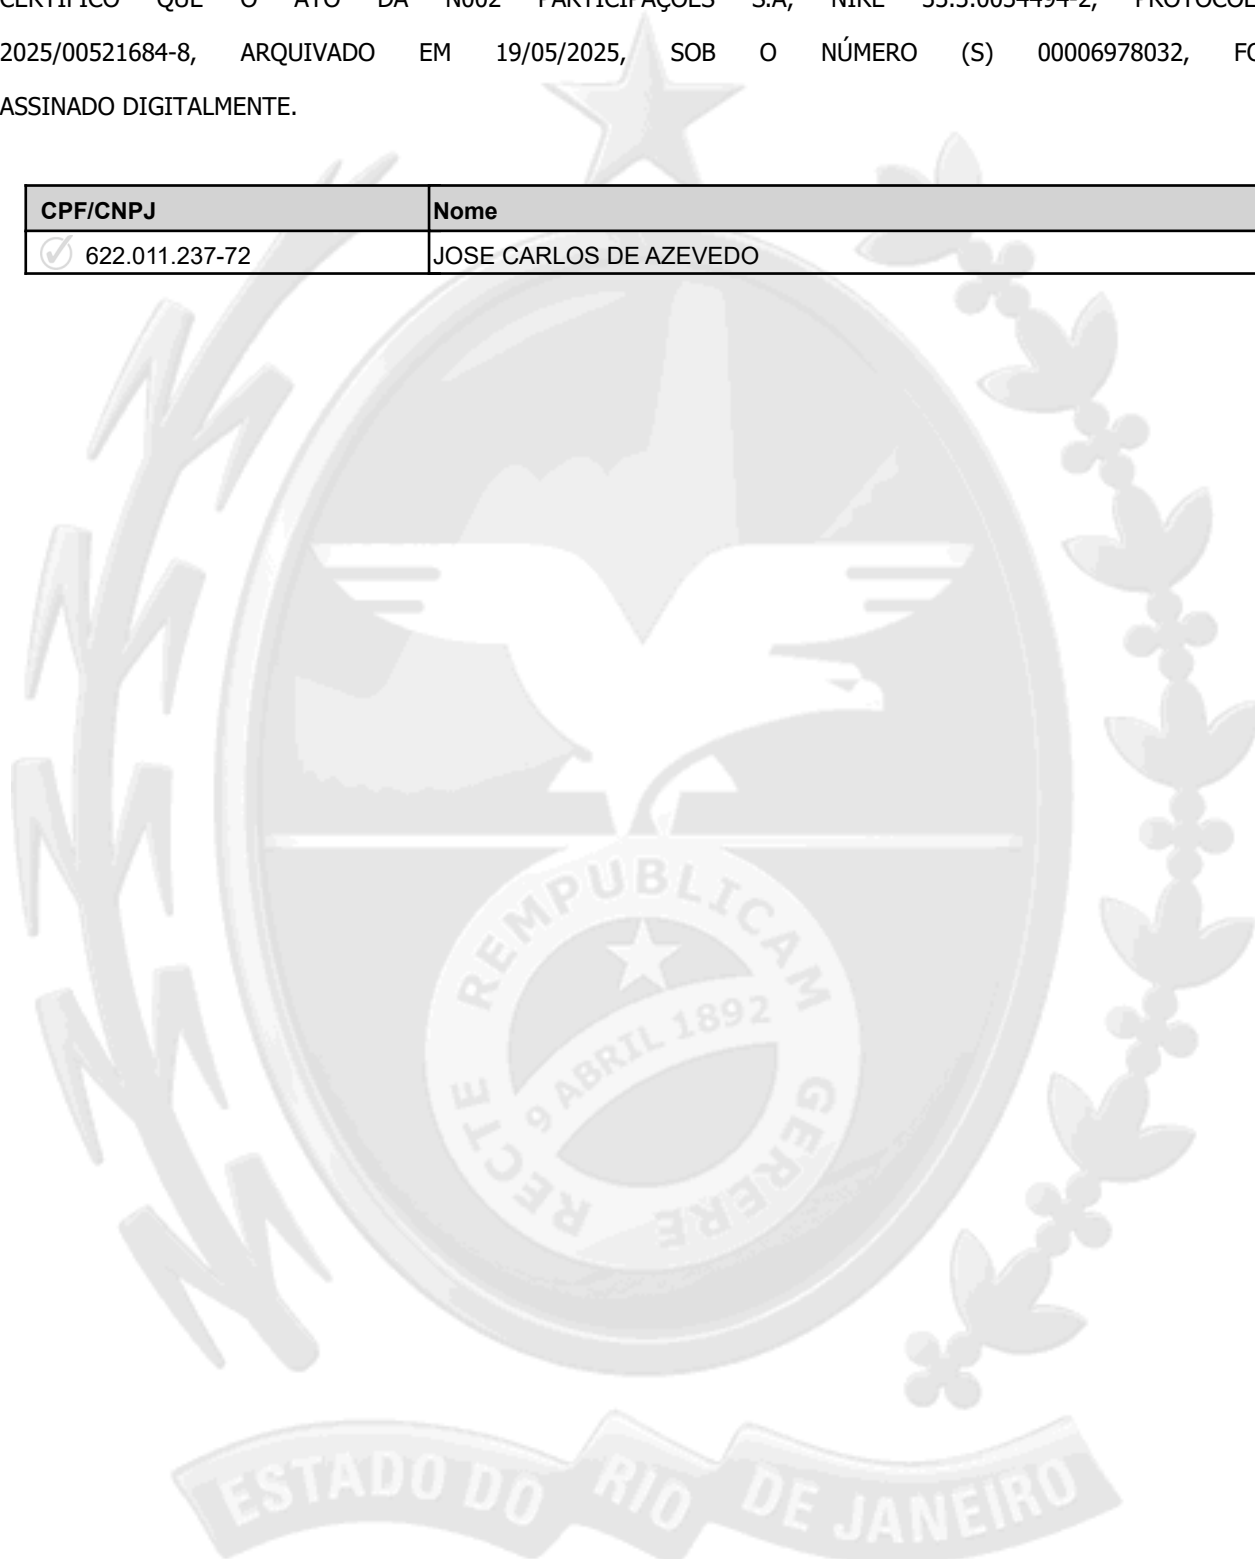 CERTIFICO QUE O ATO DA N002 PARTICIPAÇÕES S.A, NIRE 33.3.0034494-2, PROTOCOL
2025/00521684-8, ARQUIVADO EM 19/05/2025, SOB O NÚMERO (S) 00006978032, FO
ASSINADO DIGITALMENTE.
CPF/CNPJ Nome
622.011.237-72 JOSE CARLOS DE AZEVEDO
REMPUBLICAM
9 ABRIL 1892
RECTE GERERE
ESTADO DO RIO DE JANEIRO